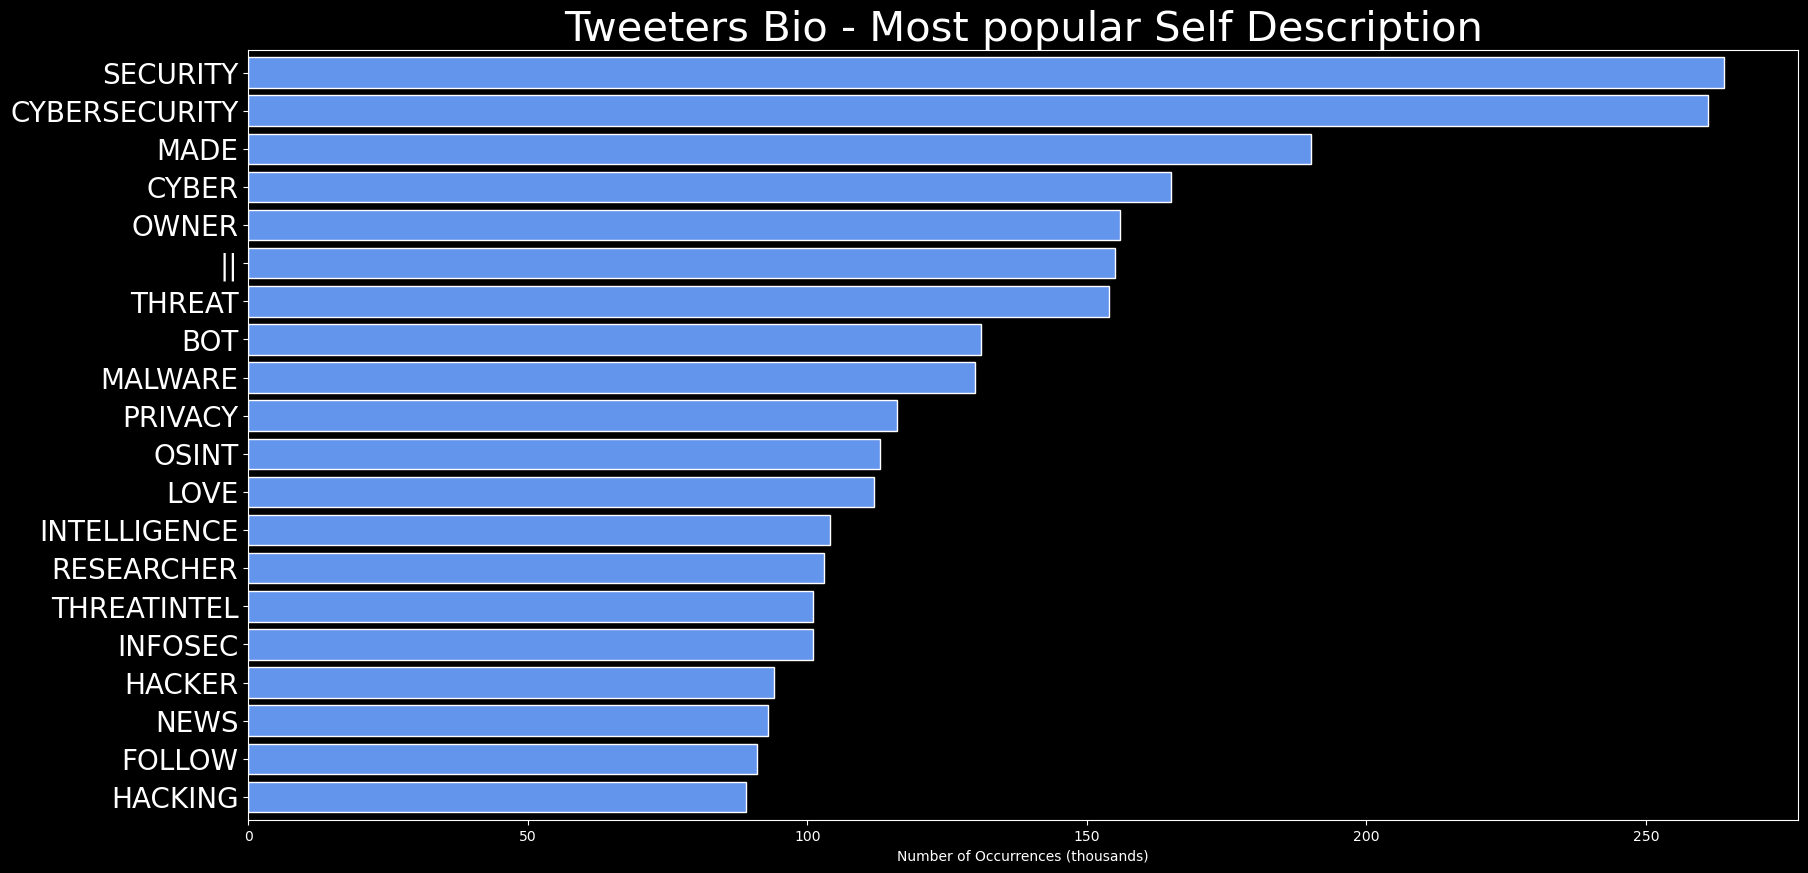 Tweeters Bio - Most popular Self Description
SECURITY
CYBERSECURITY
MADE
CYBER
OWNER
||
THREAT
BOT
MALWARE
PRIVACY
OSINT
LOVE
INTELLIGENCE
RESEARCHER
THREATINTEL
INFOSEC
HACKER
NEWS
FOLLOW
HACKING
0 50 100 150 200 250
Number of Occurrences (thousands)